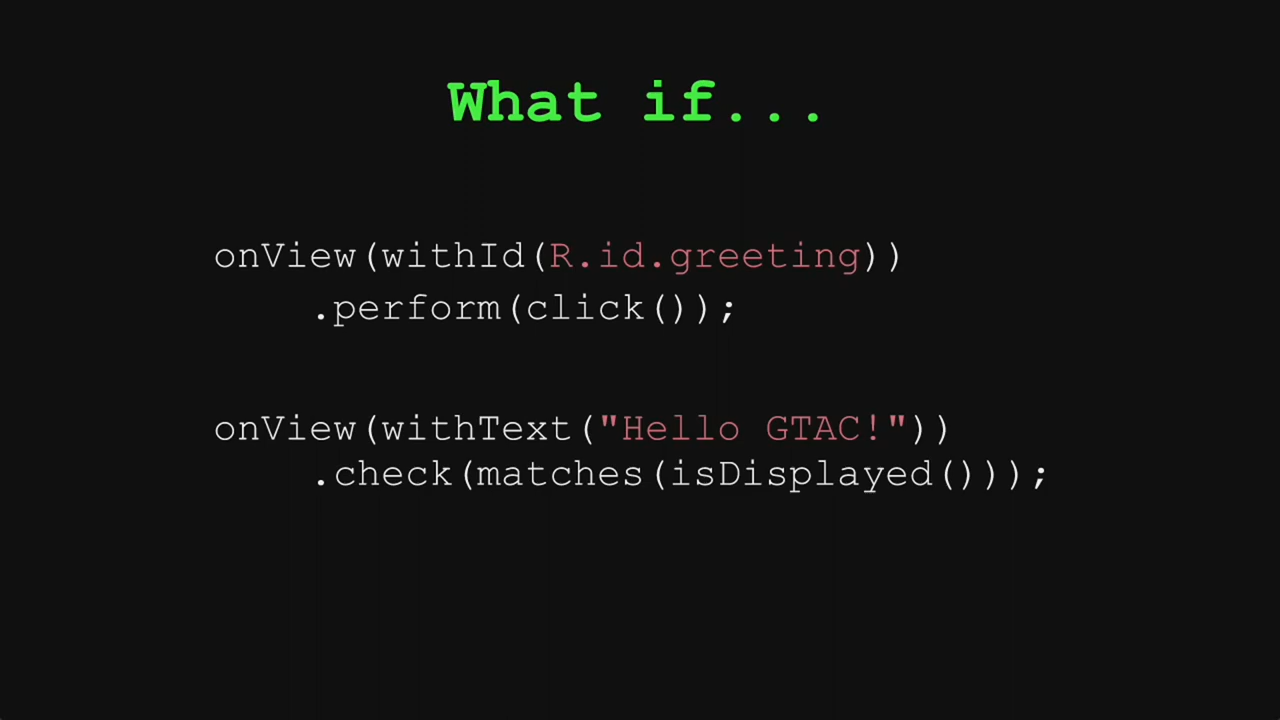 What if...
onView(withId(R.id.greeting))
.perform(click());
onView(withText("Hello GTAC!"))
.check(matches(isDisplayed()));